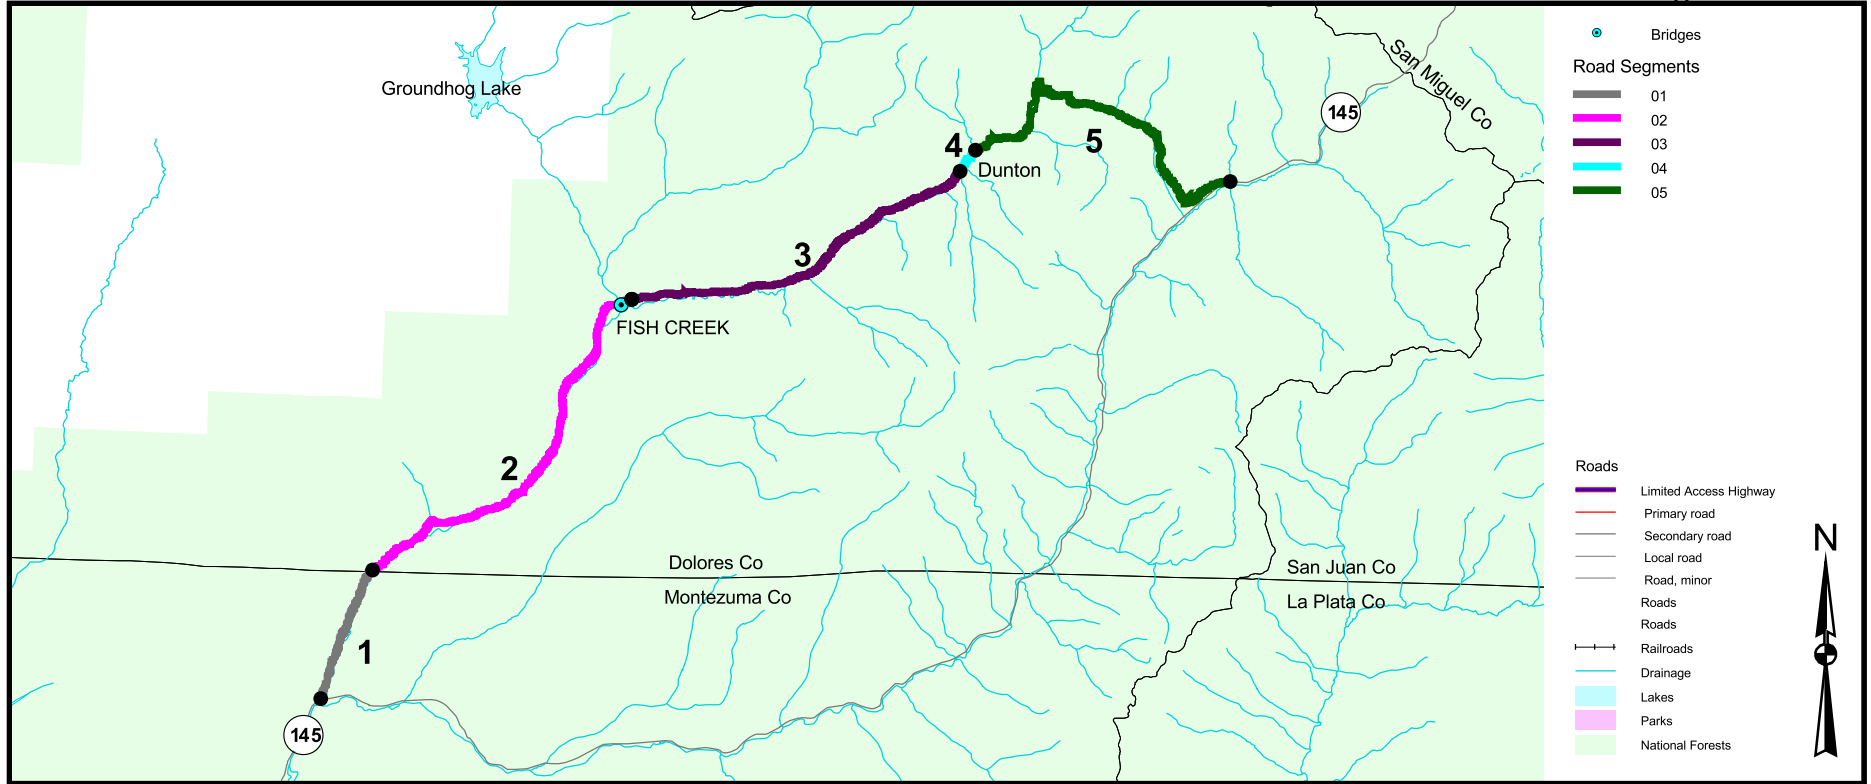 Groundhog Lake
San Miguel Co
145
4
5
Dunton
3
FISH CREEK
2
Dolores Co
San Juan Co
Montezuma Co
La Plata Co
1
145
Bridges
Road Segments
01
02
03
04
05
Roads
Limited Access Highway
Primary road
Secondary road
Local road
Road, minor
Roads
Roads
Railroads
Drainage
Lakes
Parks
National Forests
N